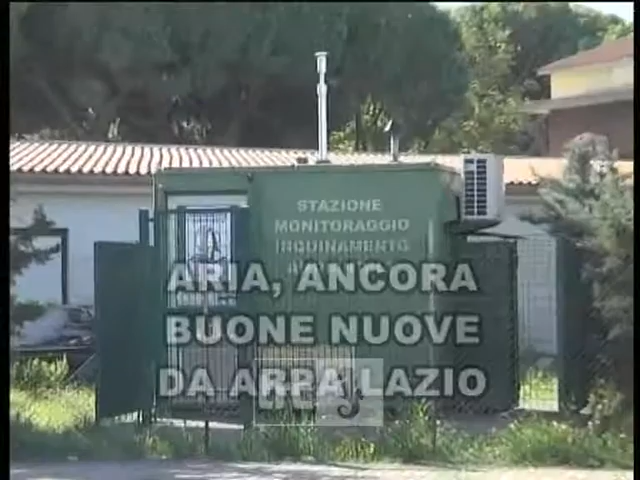 STAZIONE
MONITORAGGIO
INQUINAMENTO
ARIA, ANCORA
BUONE NUOVE
DA ARPA LAZIO